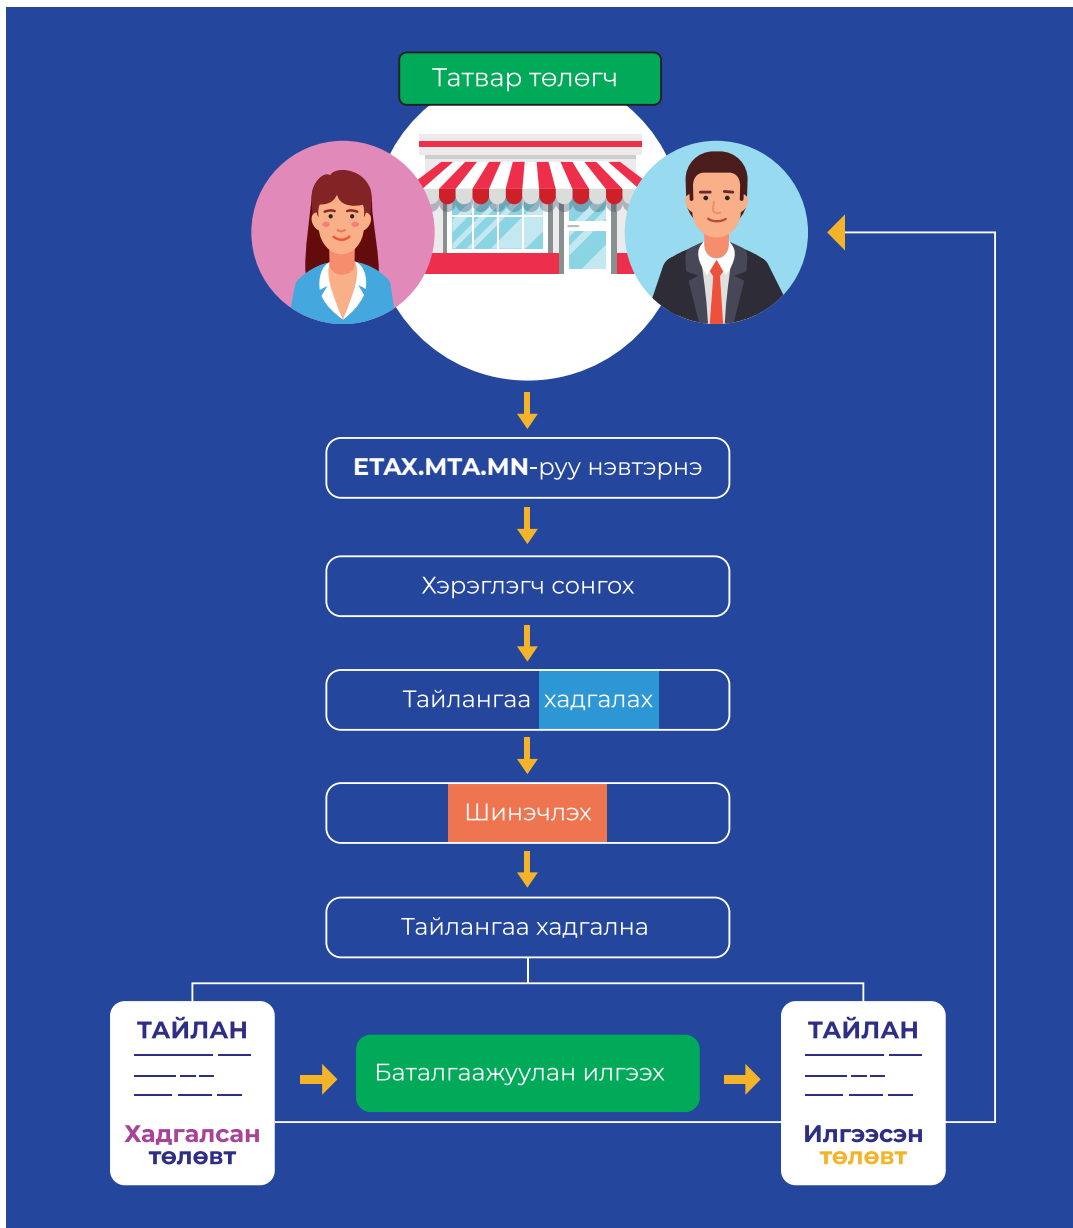 Татвар төлөгч
ETAX.MTA.MN-руу нэвтэрнэ
Хэрэглэгч сонгох
Тайлангаа хадгалах
Шинэчлэх
Тайлангаа хадгална
ТАЙЛАН
Хадгалсан
төлөвт
Баталгаажуулан илгээх
ТАЙЛАН
Илгээсэн
төлөвт